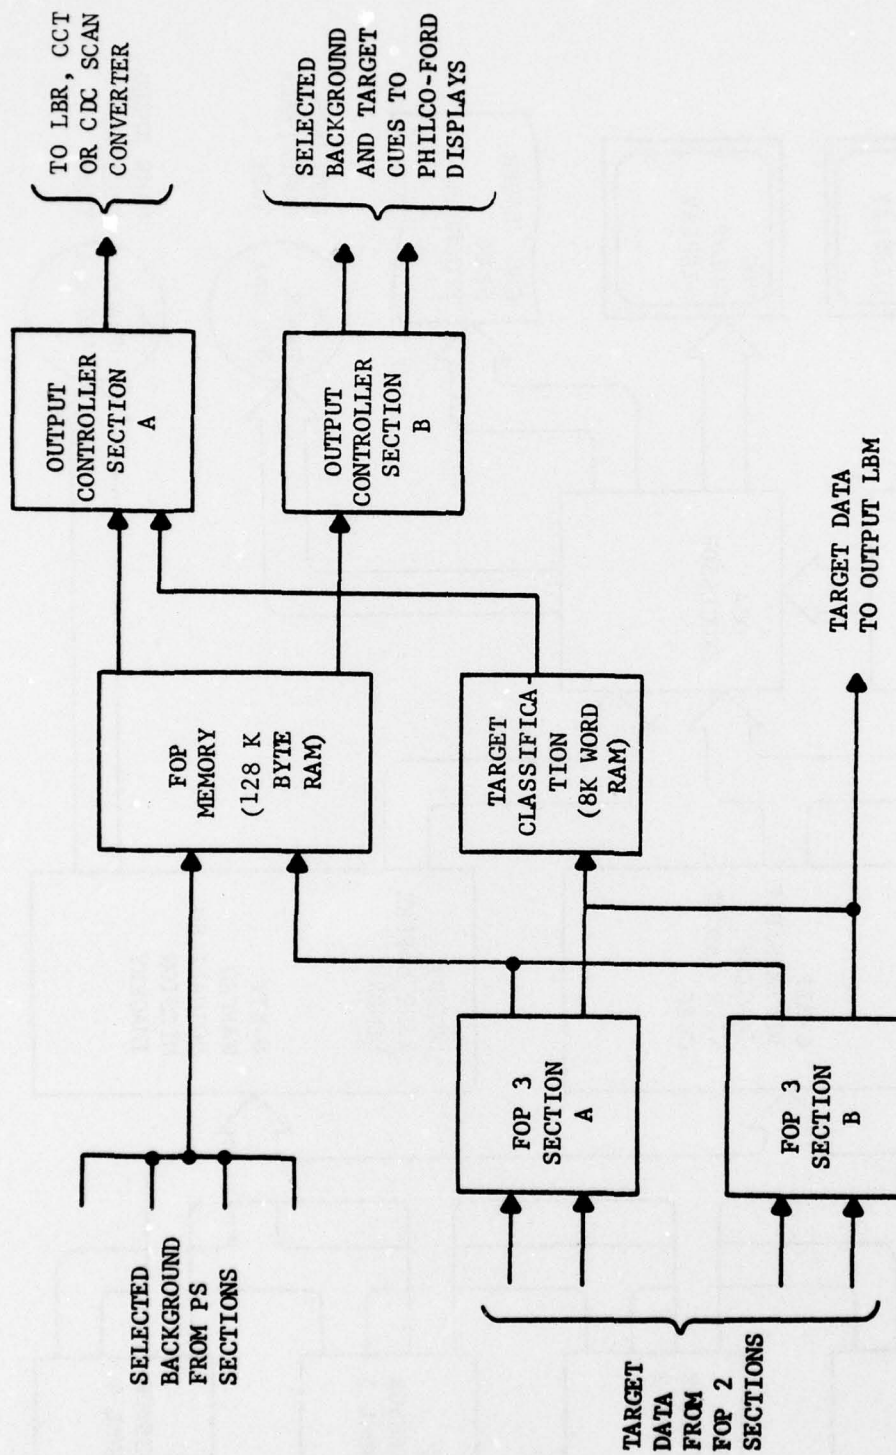 SELECTED
BACKGROUND
FROM PS
SECTIONS
TARGET
DATA
FROM
FOP 2
SECTIONS
FOP 3
SECTION
A
FOP 3
SECTION
B
FOP
MEMORY
(128 K
BYTE
RAM)
TARGET
CLASSIFICA-
TION
(8K WORD
RAM)
OUTPUT
CONTROLLER
SECTION
A
OUTPUT
CONTROLLER
SECTION
B
TO LBR, CCT
OR CDC SCAN
CONVERTER
SELECTED
BACKGROUND
AND TARGET
CUES TO
PHILCO-FORD
DISPLAYS
TARGET DATA
TO OUTPUT LBM